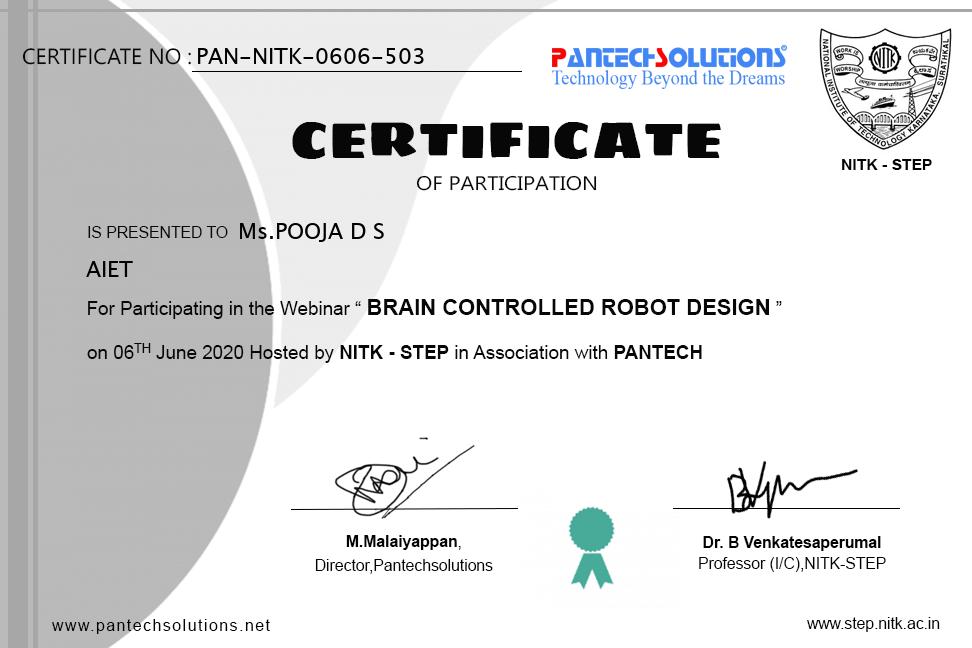 CERTIFICATE NO : PAN-NITK-0606-503
PANTECHSOLUTIONS®
Technology Beyond the Dreams
NATIONAL INSTITUTE OF TECHNOLOGY KARNATAKA, SURATHKAL
WORK IS
WORSHIP
NITK
NITK - STEP
CERTIFICATE
OF PARTICIPATION
IS PRESENTED TO Ms.POOJA D S
AIET
For Participating in the Webinar “ BRAIN CONTROLLED ROBOT DESIGN ”
on 06TH June 2020 Hosted by NITK - STEP in Association with PANTECH
M.Malaiyappan,
Director,Pantechsolutions
Dr. B Venkatesaperumal
Professor (I/C),NITK-STEP
www.pantechsolutions.net
www.step.nitk.ac.in